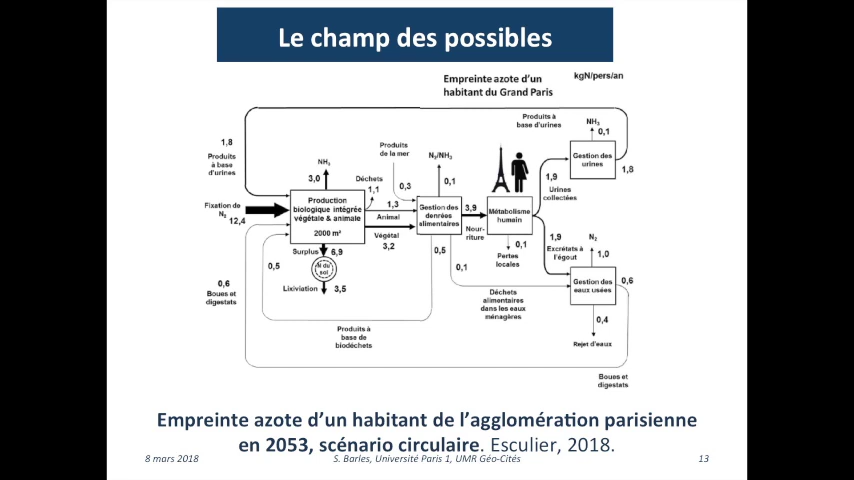 Le champ des possibles
Empreinte azote d'un
habitant du Grand Paris
kgN/pers/an
Produits à
base d'urines
NH₃
0,1
Gestion des
urines
1,8
1,8
Produits
à base
d'urines
NH₃
3,0
Déchets
1,1
Produits
de la mer
0,3
N₂/NH₃
0,1
1,9
Urines
collectées
Fixation de
N₂
12,4
Production
biologique intégrée
végétale & animale
2000 m²
1,3
Animal
Végétal
3,2
Gestion des
denrées
alimentaires
3,9
Nour-
riture
Métabolisme
humain
0,1
Pertes
locales
1,9
Excrétats à
l'égout
N₂
1,0
Surplus
6,9
N du
sol
Lixiviation
3,5
0,5
0,5
0,1
Déchets
alimentaires
dans les eaux
ménagères
Gestion des
eaux usées
0,6
0,4
Rejet d'eaux
0,6
Boues et
digestats
Produits à
base de
biodéchets
Boues et
digestats
Empreinte azote d'un habitant de l'agglomération parisienne
en 2053, scénario circulaire. Esculier, 2018.
8 mars 2018
S. Barles, Université Paris 1, UMR Géo-Cités
13